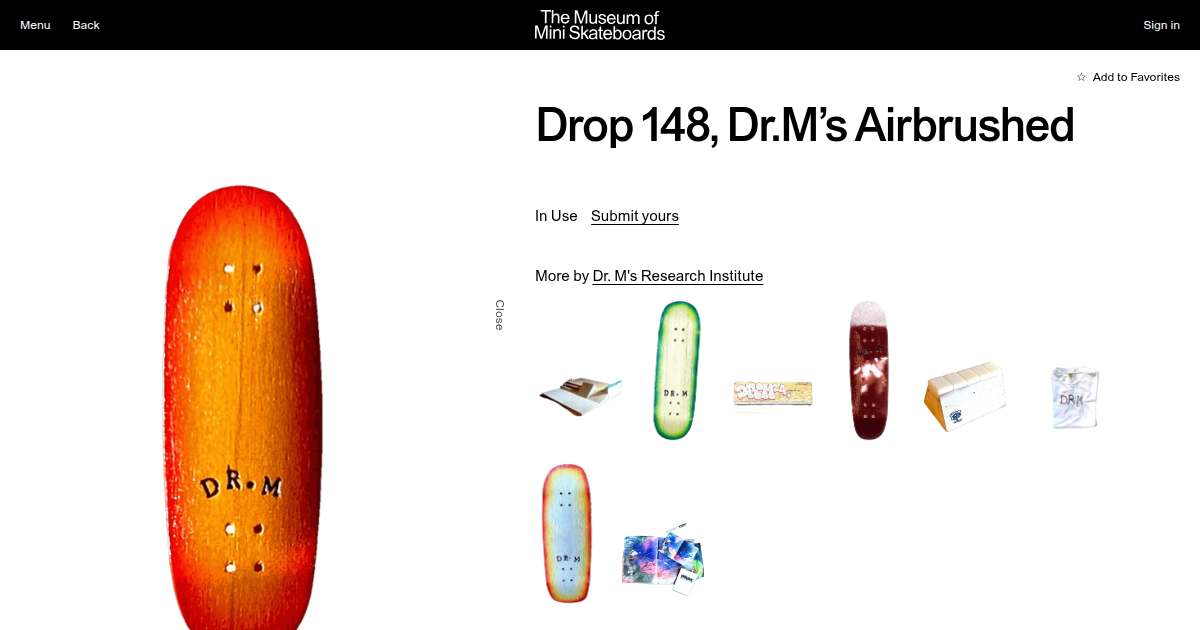 Menu
Back
The Museum of
Mini Skateboards
Sign in
☆ Add to Favorites
Drop 148, Dr.M’s Airbrushed
In Use Submit yours
More by Dr. M's Research Institute
Close
DR•M
DR•M
DRM
DR•M